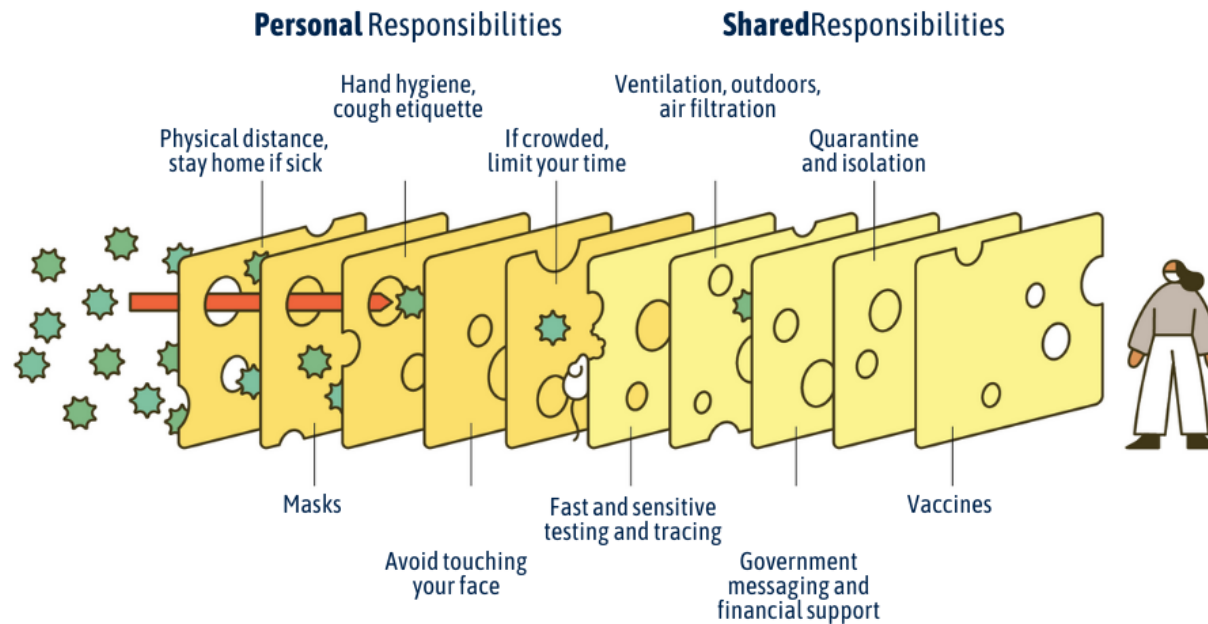 Personal Responsibilities
SharedResponsibilities
Hand hygiene,
cough etiquette
Ventilation, outdoors,
air filtration
Physical distance,
stay home if sick
If crowded,
limit your time
Quarantine
and isolation
Masks
Fast and sensitive
testing and tracing
Vaccines
Avoid touching
your face
Government
messaging and
financial support